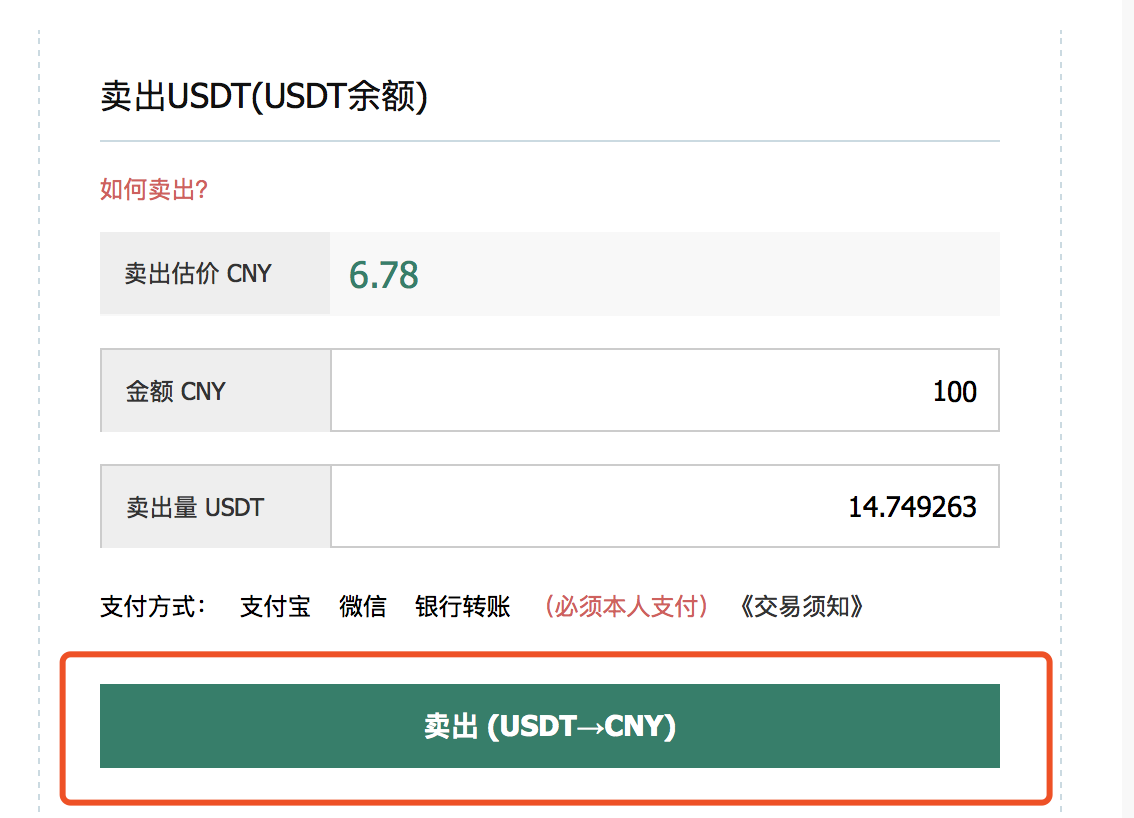 卖出USDT(USDT余额)
如何卖出?
卖出估价 CNY 6.78
金额 CNY 100
卖出量 USDT 14.749263
支付方式： 支付宝 微信 银行转账 （必须本人支付） 《交易须知》
卖出 (USDT→CNY)